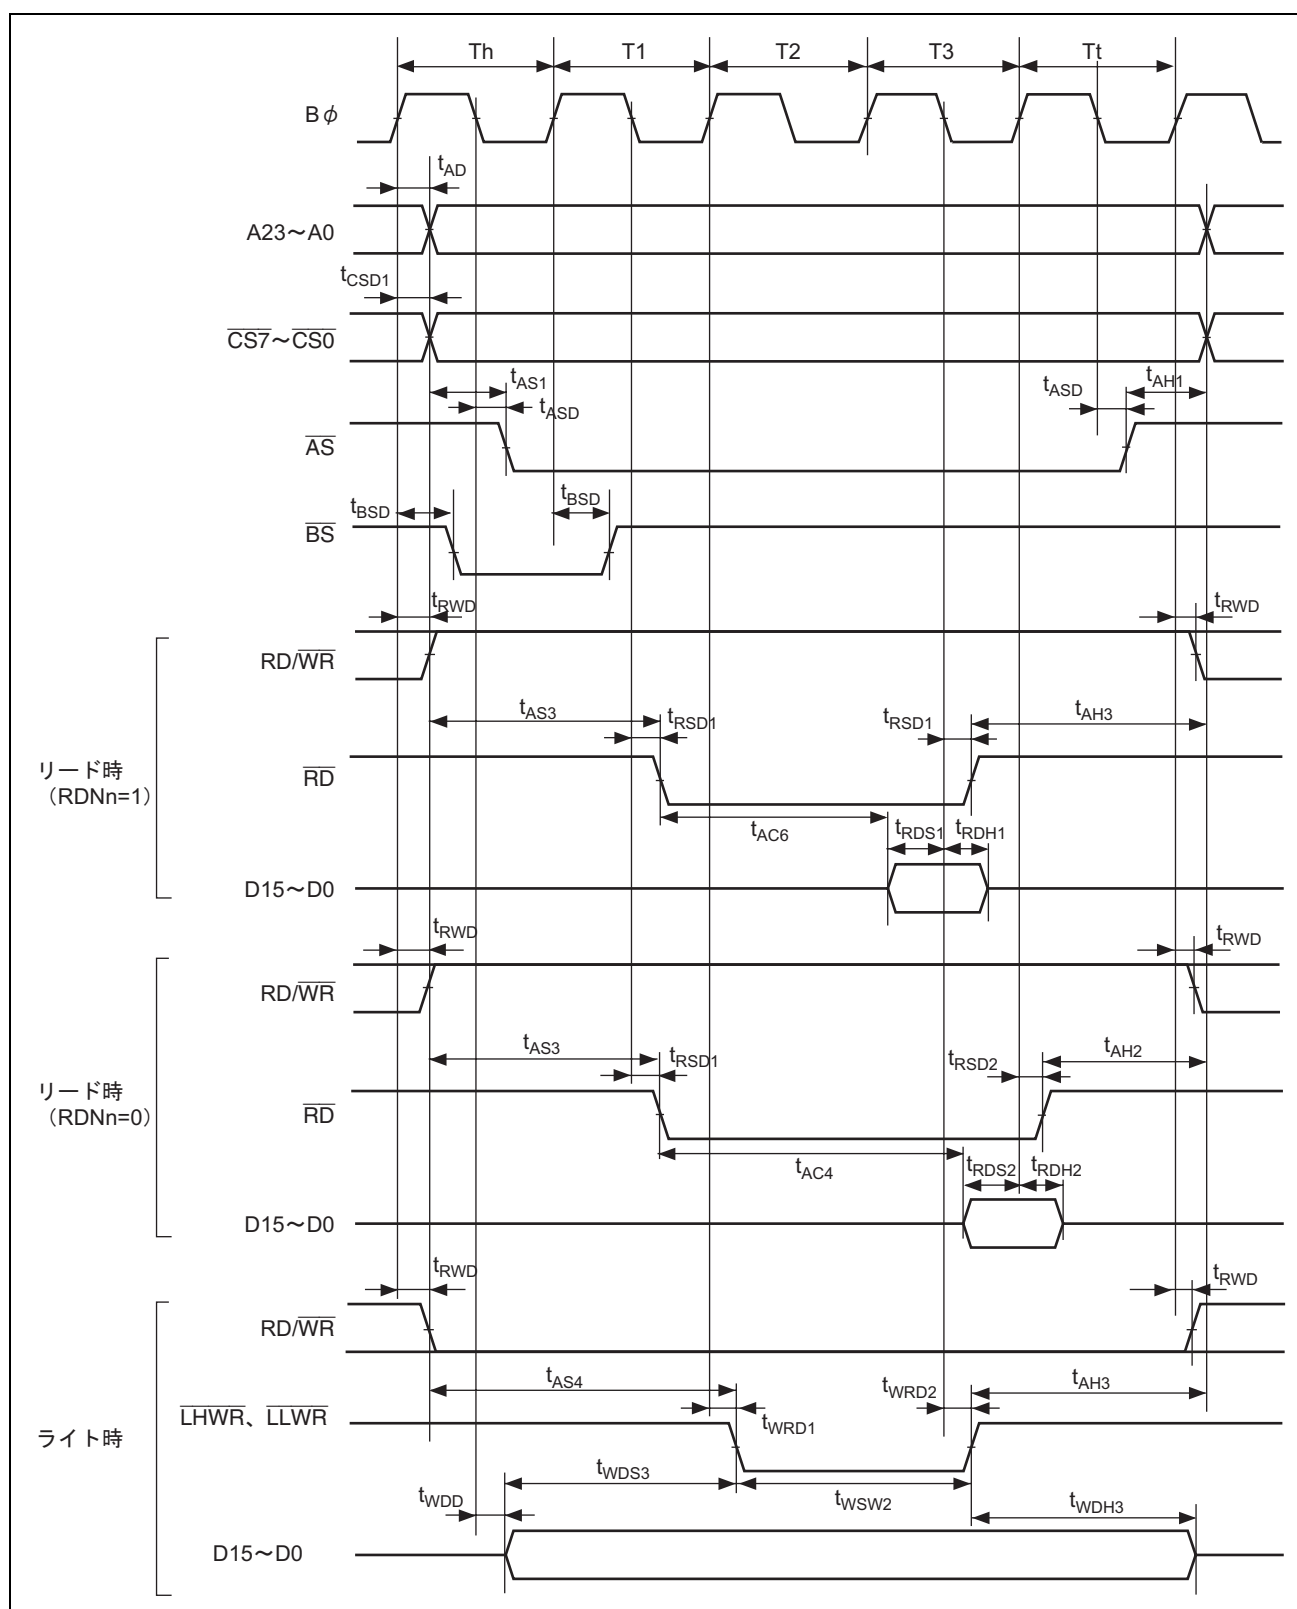 Th T1 T2 T3 Tt
Bφ
tAD
A23～A0
tCSD1
CS7～CS0
tAS1 tASD tAH1
tASD
AS
tBSD tBSD
BS
tRWD tRWD
RD/WR
tAS3 tRSD1 tRSD1 tAH3
リード時
（RDNn=1）
RD
tAC6 tRDS1 tRDH1
D15～D0
tRWD tRWD
RD/WR
tAS3 tRSD1 tRSD2 tAH2
リード時
（RDNn=0）
RD
tAC4 tRDS2 tRDH2
D15～D0
tRWD tRWD
RD/WR
tAS4 tWRD2 tAH3
LHWR、LLWR
tWRD1
ライト時
tWDS3 tWSW2
tWDD tWDH3
D15～D0